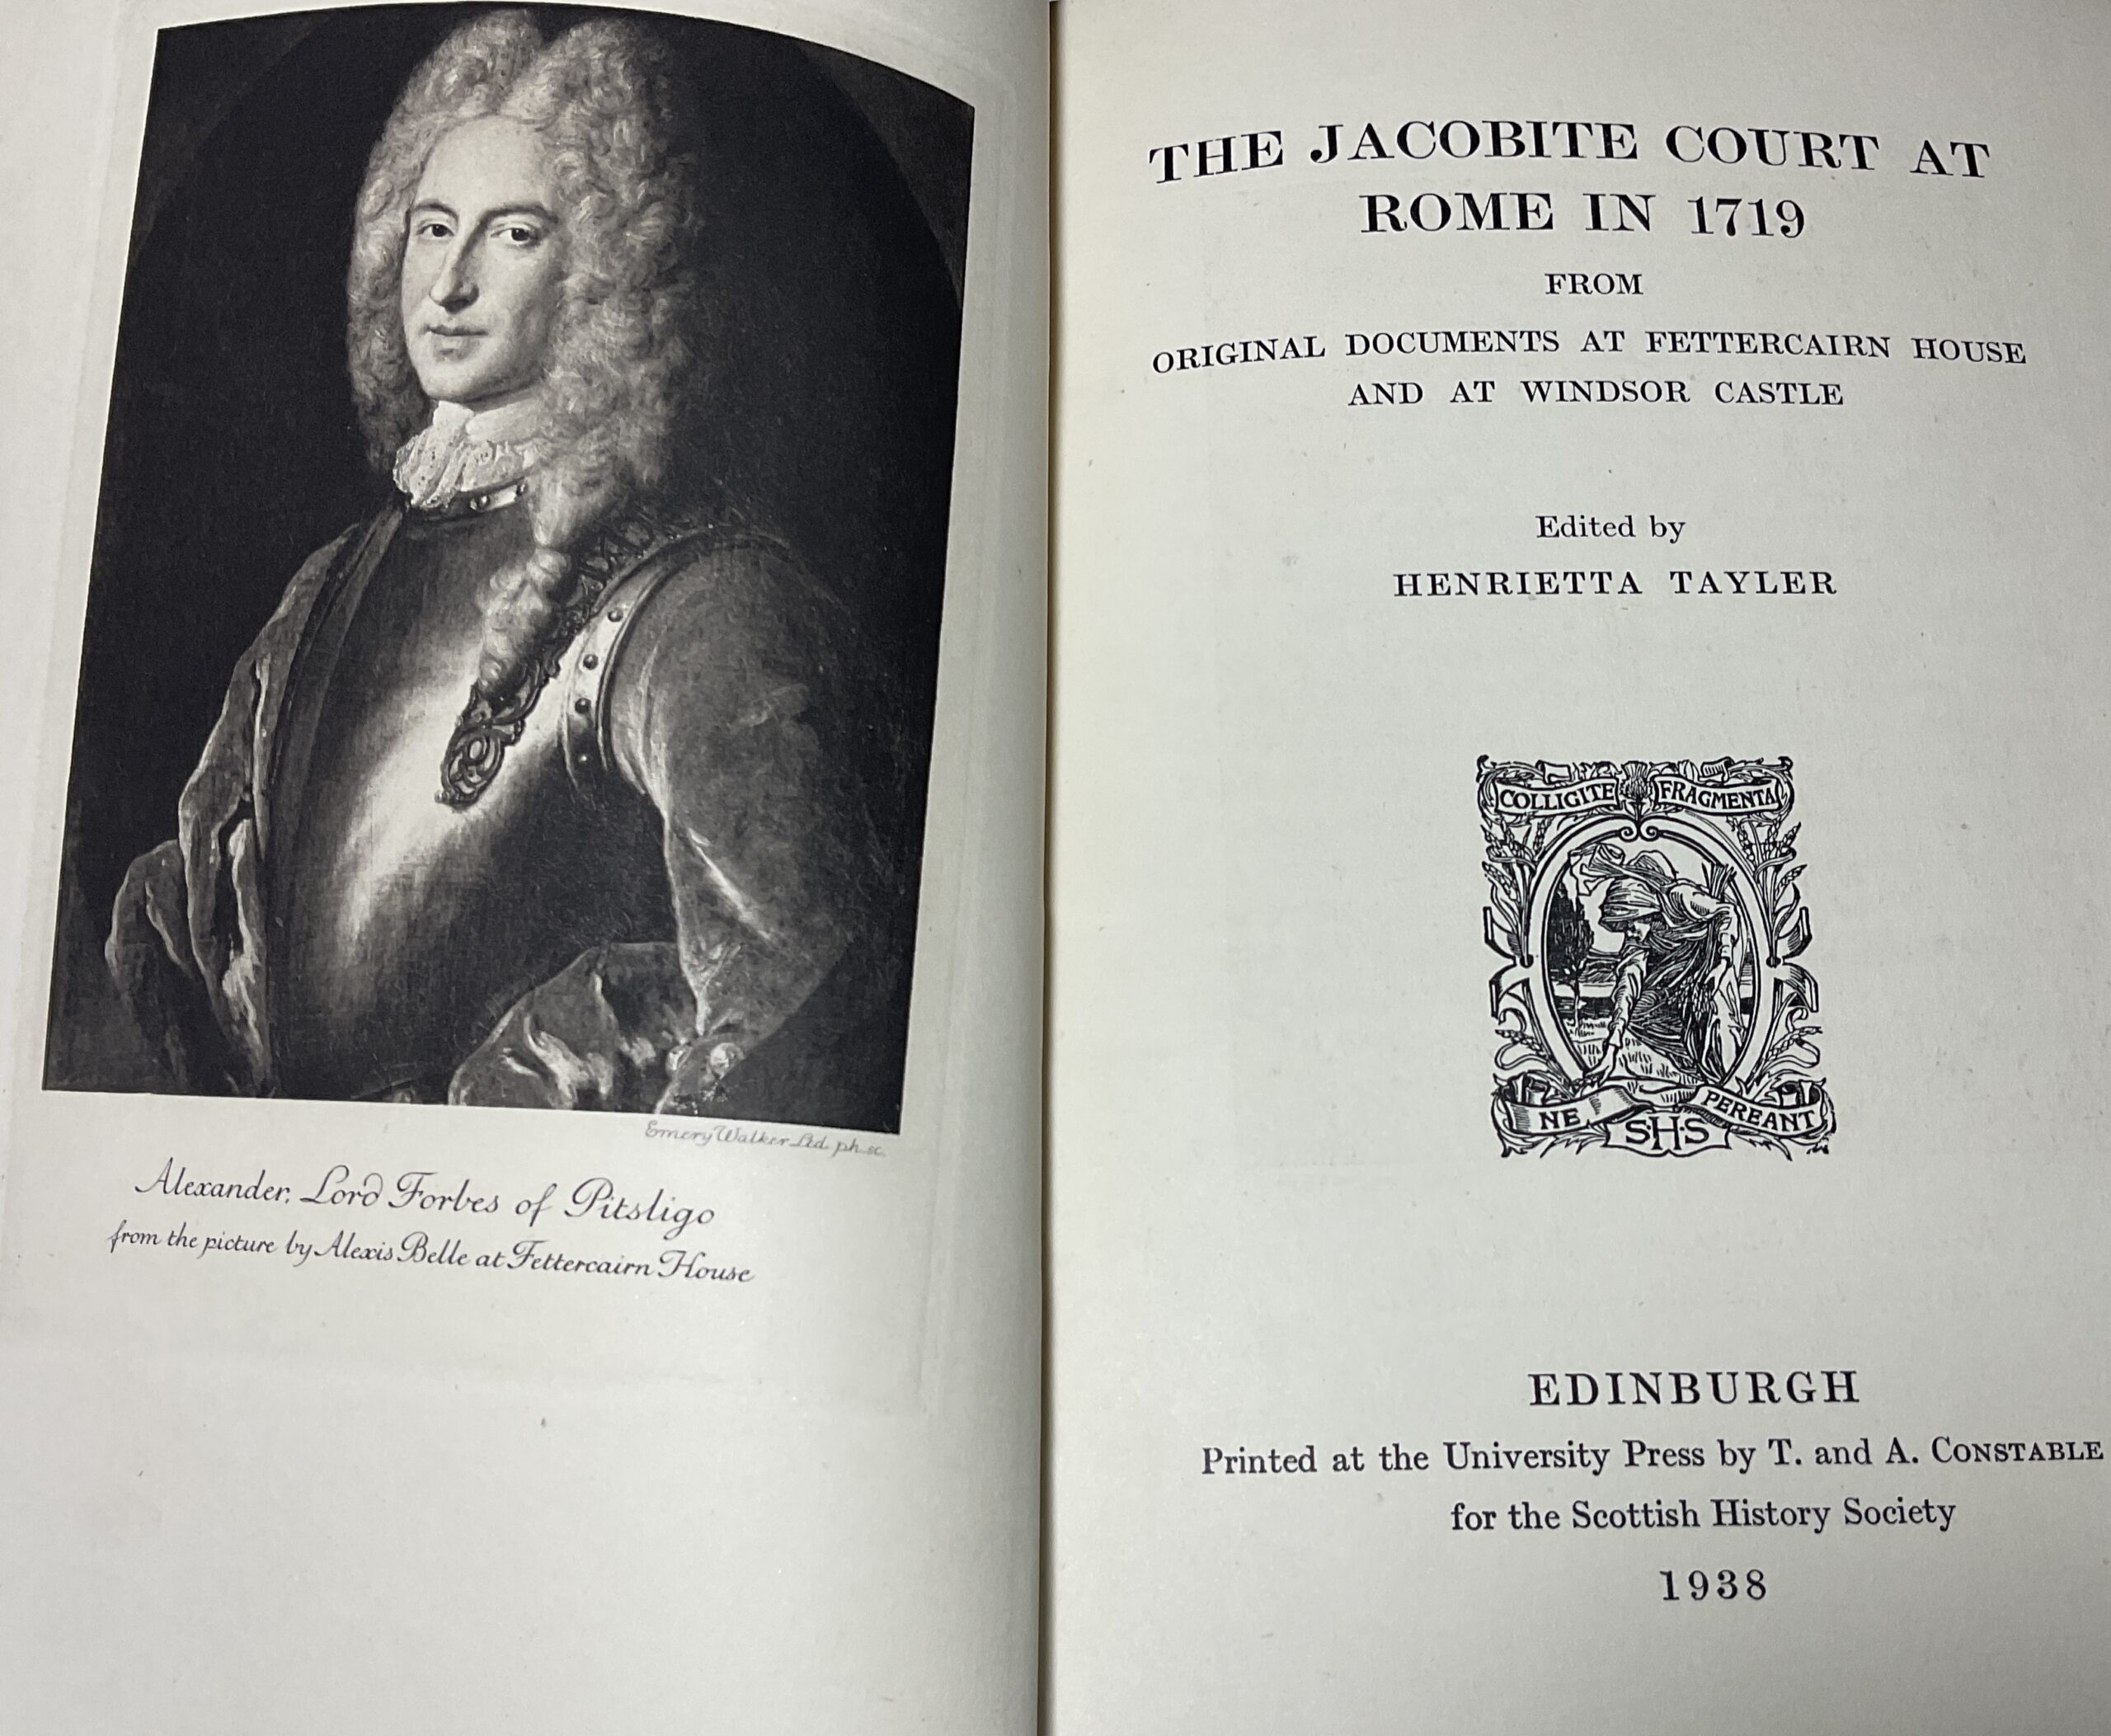 Emery Walker Ltd. ph. sc.
Alexander, Lord Forbes of Pitsligo
from the picture by Alexis Belle at Fettercairn House
THE JACOBITE COURT AT
ROME IN 1719
FROM
ORIGINAL DOCUMENTS AT FETTERCAIRN HOUSE
AND AT WINDSOR CASTLE
Edited by
HENRIETTA TAYLER
COLLIGITE FRAGMENTA
NE PEREANT
S·H·S
EDINBURGH
Printed at the University Press by T. and A. CONSTABLE
for the Scottish History Society
1938